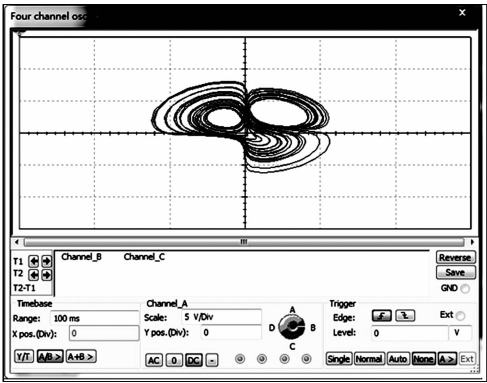 Four channel osc
×
T1
T2
T2-T1
Channel_B Channel_C
Reverse
Save
GND
Timebase
Range: 100 ms
X pos.(Div): 0
Y/T A/B > A+B >
Channel_A
Scale: 5 V/Div
Y pos.(Div): 0
AC 0 DC -
A
B
C
D
Trigger
Edge:
Ext
Level: 0 V
Single Normal Auto None A > Ext